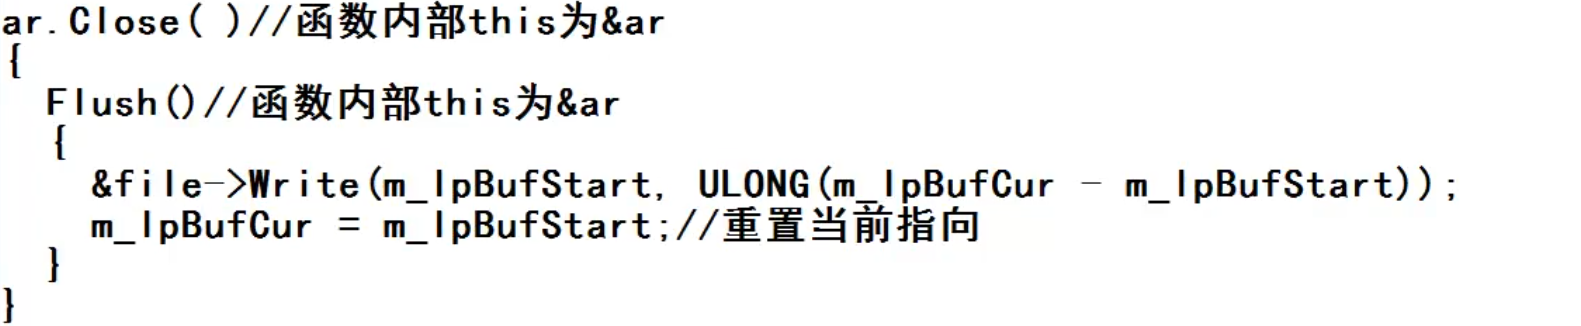 ar.Close( )//函数内部this为&ar
{
Flush()//函数内部this为&ar
{
&file->Write(m_lpBufStart, ULONG(m_lpBufCur - m_lpBufStart));
m_lpBufCur = m_lpBufStart;//重置当前指向
}
}